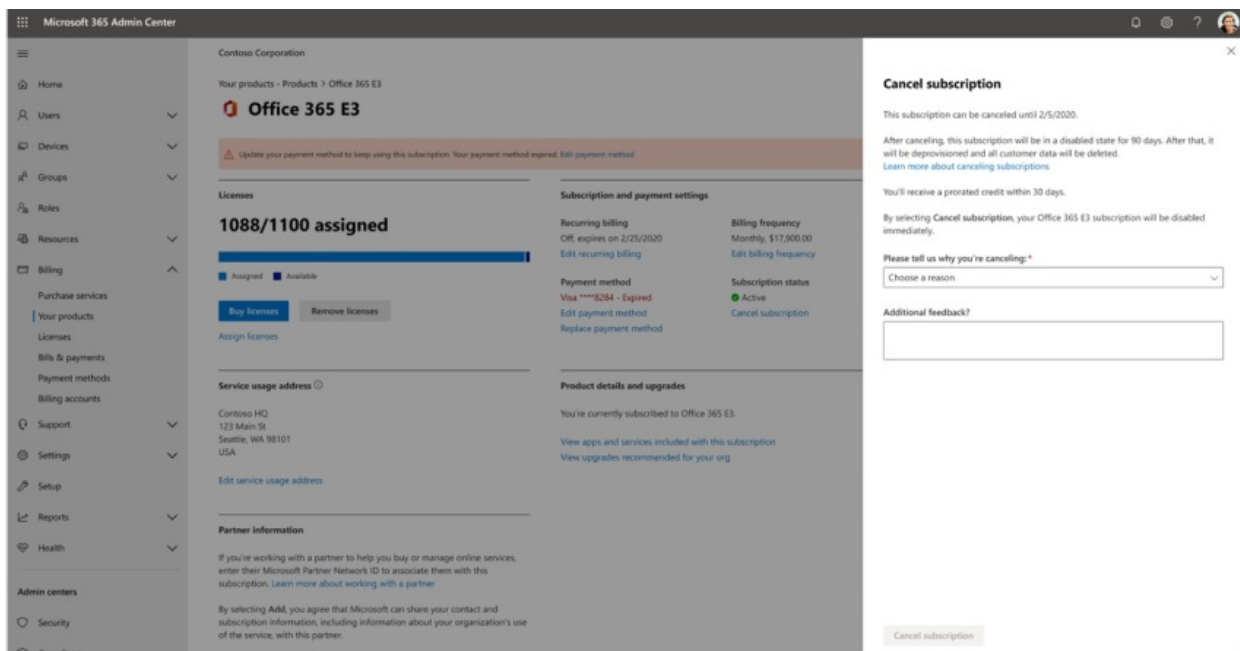 Microsoft 365 Admin Center
?
Home
Users
Devices
Groups
Roles
Resources
Billing
Purchase services
Your products
Licenses
Bills & payments
Payment methods
Billing accounts
Support
Settings
Setup
Reports
Health
Admin centers
Security
Contoso Corporation
Your products - Products > Office 365 E3
Office 365 E3
Update your payment method to keep using this subscription. Your payment method expired. Edit payment method
Licenses
1088/1100 assigned
Assigned Available
Buy licenses Remove licenses
Assign licenses
Subscription and payment settings
Recurring billing
Off, expires on 2/25/2020
Edit recurring billing
Billing frequency
Monthly, $17,900.00
Edit billing frequency
Payment method
Visa ****8284 - Expired
Edit payment method
Replace payment method
Subscription status
Active
Cancel subscription
Service usage address
Contoso HQ
123 Main St
Seattle, WA 98101
USA
Edit service usage address
Product details and upgrades
You're currently subscribed to Office 365 E3.
View apps and services included with this subscription
View upgrades recommended for your org
Partner information
If you're working with a partner to help you buy or manage online services,
enter their Microsoft Partner Network ID to associate them with this
subscription. Learn more about working with a partner
By selecting Add, you agree that Microsoft can share your contact and
subscription information, including information about your organization's use
of the service, with this partner.
Cancel subscription
This subscription can be canceled until 2/5/2020.
After canceling, this subscription will be in a disabled state for 90 days. After that, it
will be deprovisioned and all customer data will be deleted.
Learn more about canceling subscriptions
You'll receive a prorated credit within 30 days.
By selecting Cancel subscription, your Office 365 E3 subscription will be disabled
immediately.
Please tell us why you're canceling:*
Choose a reason
Additional feedback?
Cancel subscription